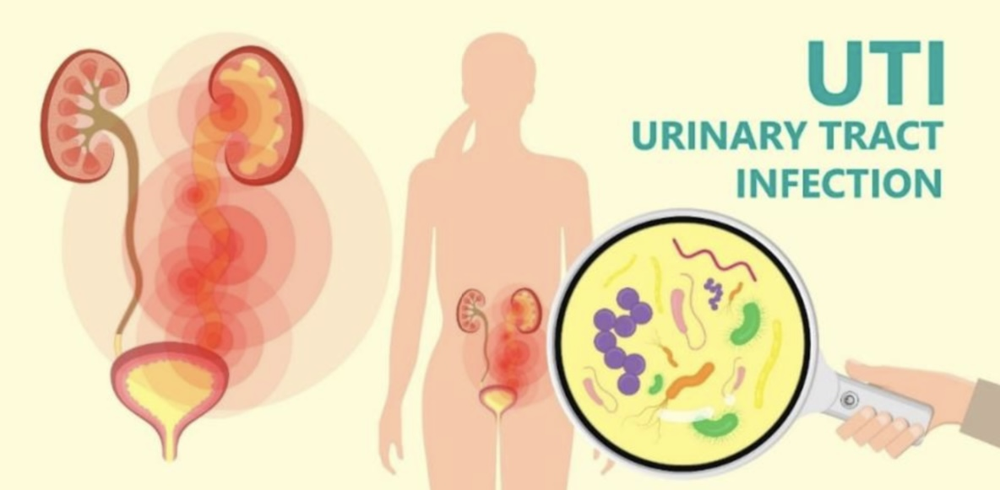 UTI
URINARY TRACT
INFECTION